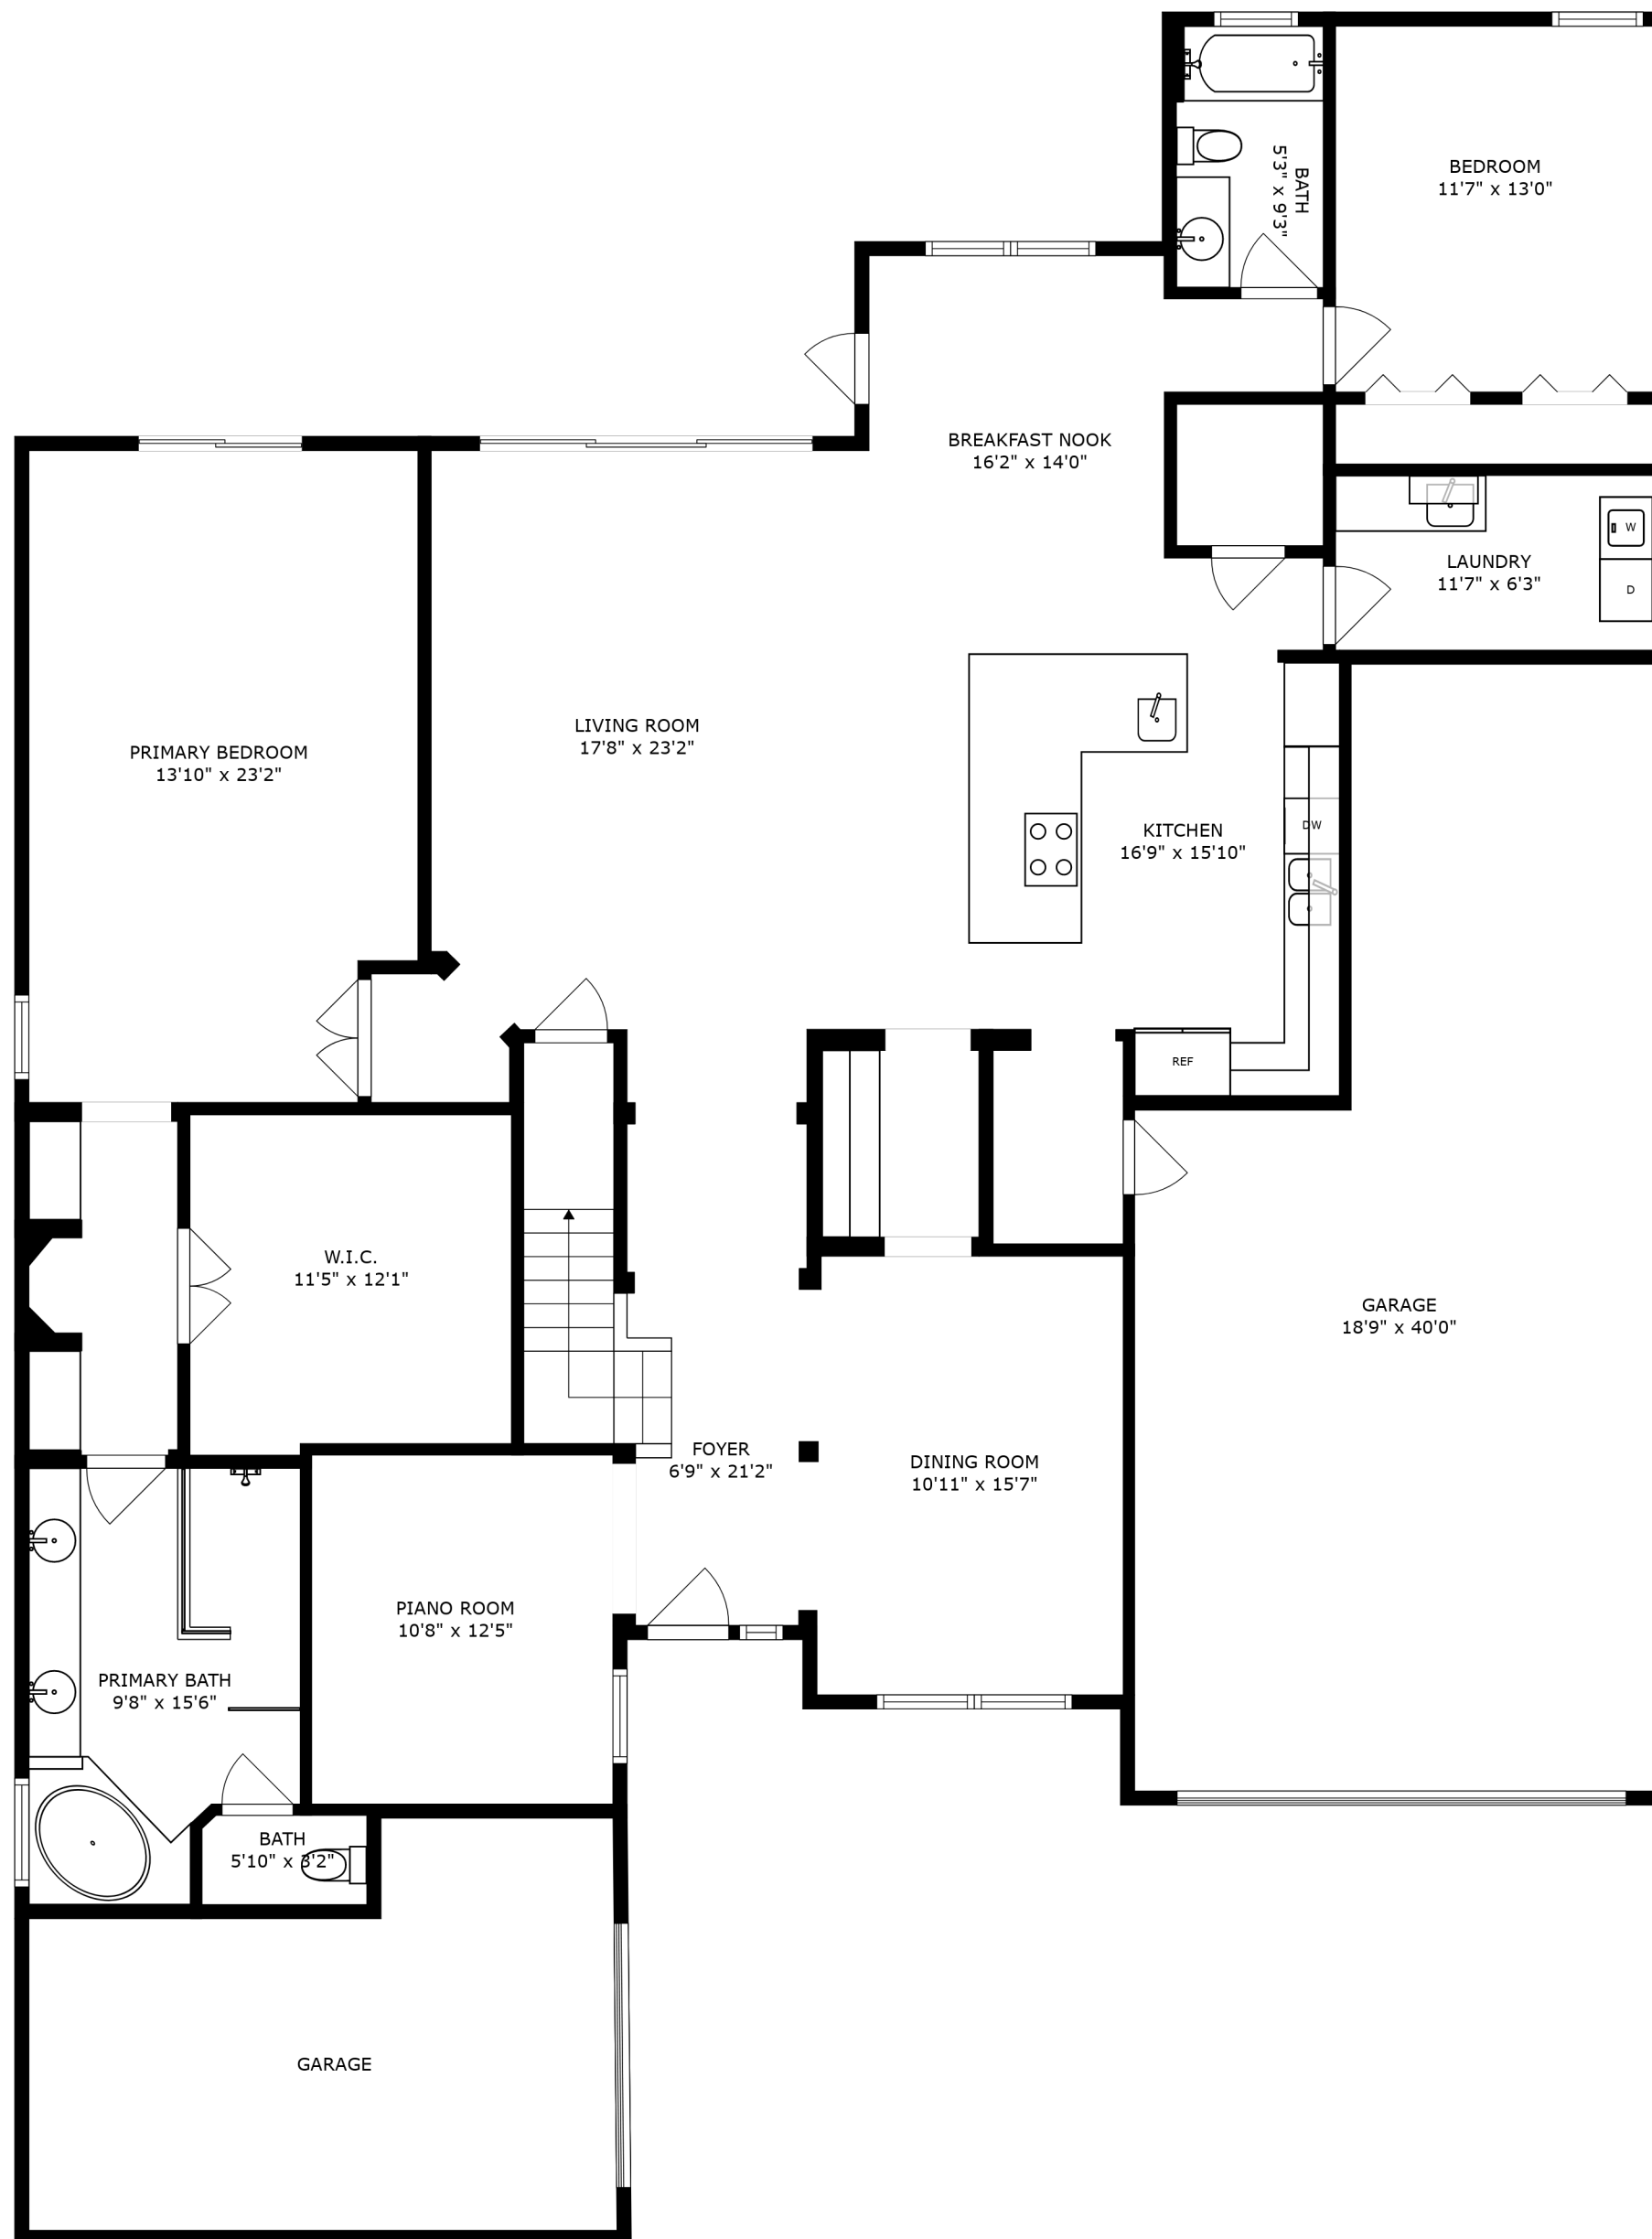 BATH
5'3" x 9'3"
BEDROOM
11'7" x 13'0"
BREAKFAST NOOK
16'2" x 14'0"
W
LAUNDRY
11'7" x 6'3"
D
LIVING ROOM
17'8" x 23'2"
PRIMARY BEDROOM
13'10" x 23'2"
KITCHEN
16'9" x 15'10"
DW
REF
W.I.C.
11'5" x 12'1"
GARAGE
18'9" x 40'0"
FOYER
6'9" x 21'2"
DINING ROOM
10'11" x 15'7"
PIANO ROOM
10'8" x 12'5"
PRIMARY BATH
9'8" x 15'6"
BATH
5'10" x 3'2"
GARAGE